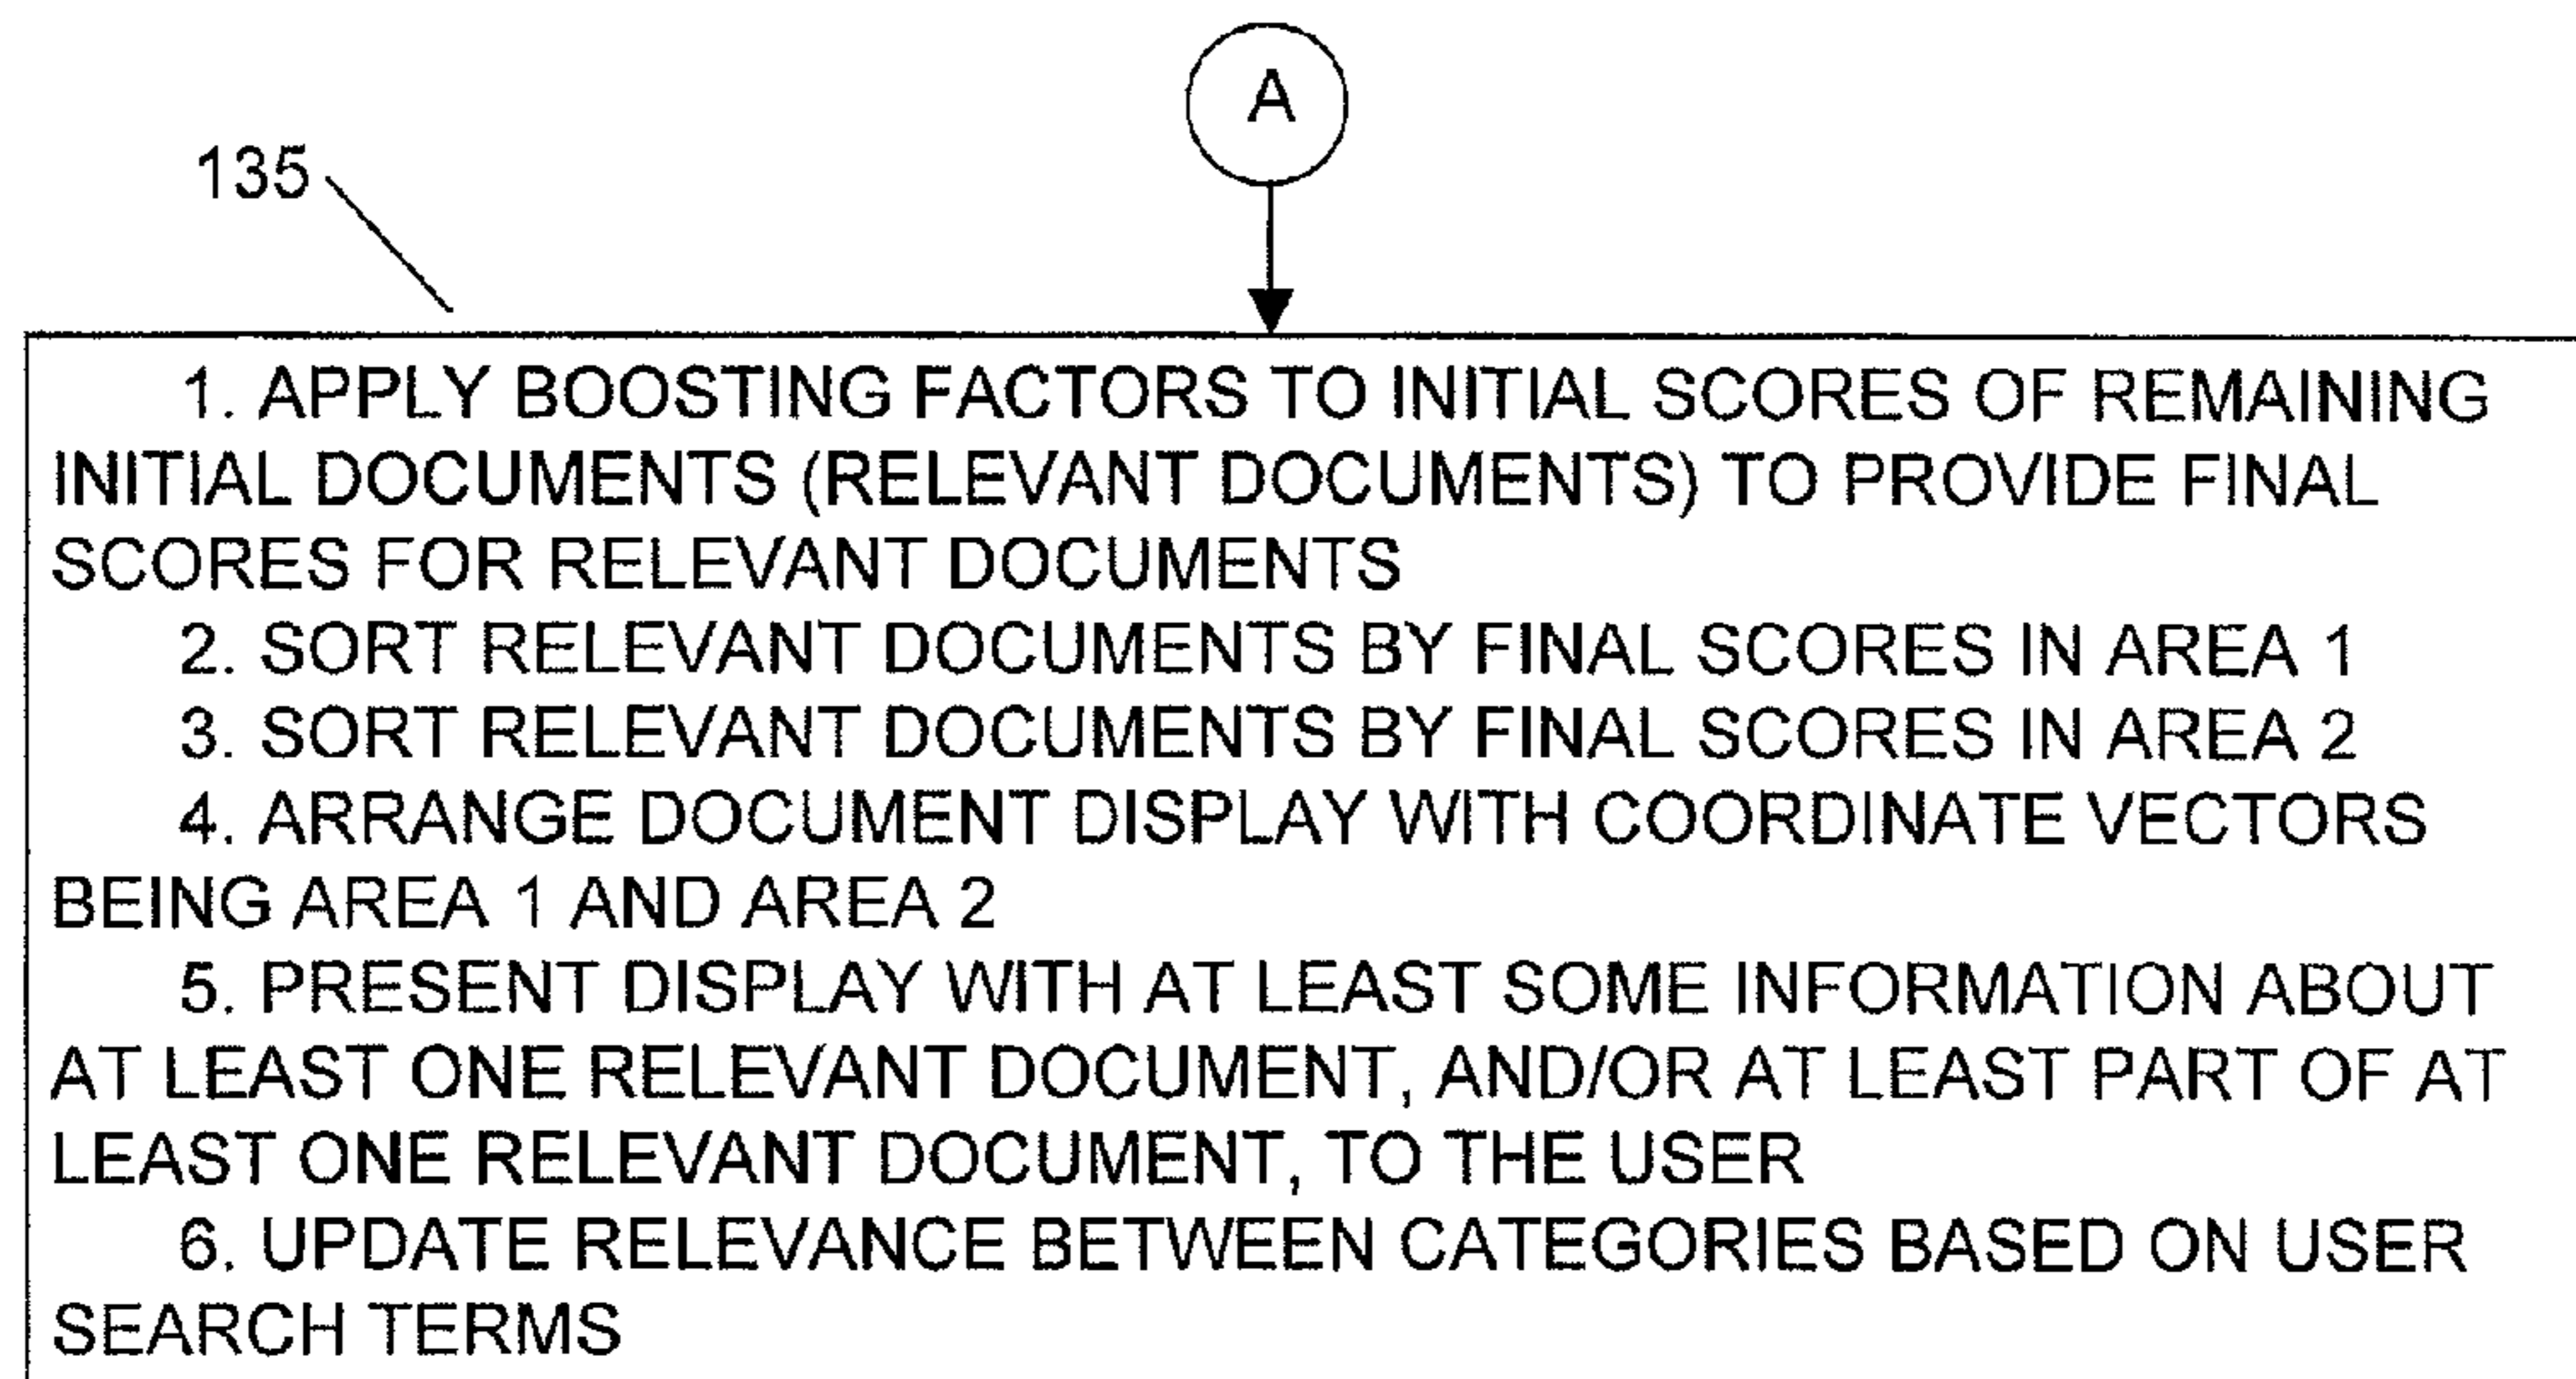 A
135
1. APPLY BOOSTING FACTORS TO INITIAL SCORES OF REMAINING
INITIAL DOCUMENTS (RELEVANT DOCUMENTS) TO PROVIDE FINAL
SCORES FOR RELEVANT DOCUMENTS
2. SORT RELEVANT DOCUMENTS BY FINAL SCORES IN AREA 1
3. SORT RELEVANT DOCUMENTS BY FINAL SCORES IN AREA 2
4. ARRANGE DOCUMENT DISPLAY WITH COORDINATE VECTORS
BEING AREA 1 AND AREA 2
5. PRESENT DISPLAY WITH AT LEAST SOME INFORMATION ABOUT
AT LEAST ONE RELEVANT DOCUMENT, AND/OR AT LEAST PART OF AT
LEAST ONE RELEVANT DOCUMENT, TO THE USER
6. UPDATE RELEVANCE BETWEEN CATEGORIES BASED ON USER
SEARCH TERMS